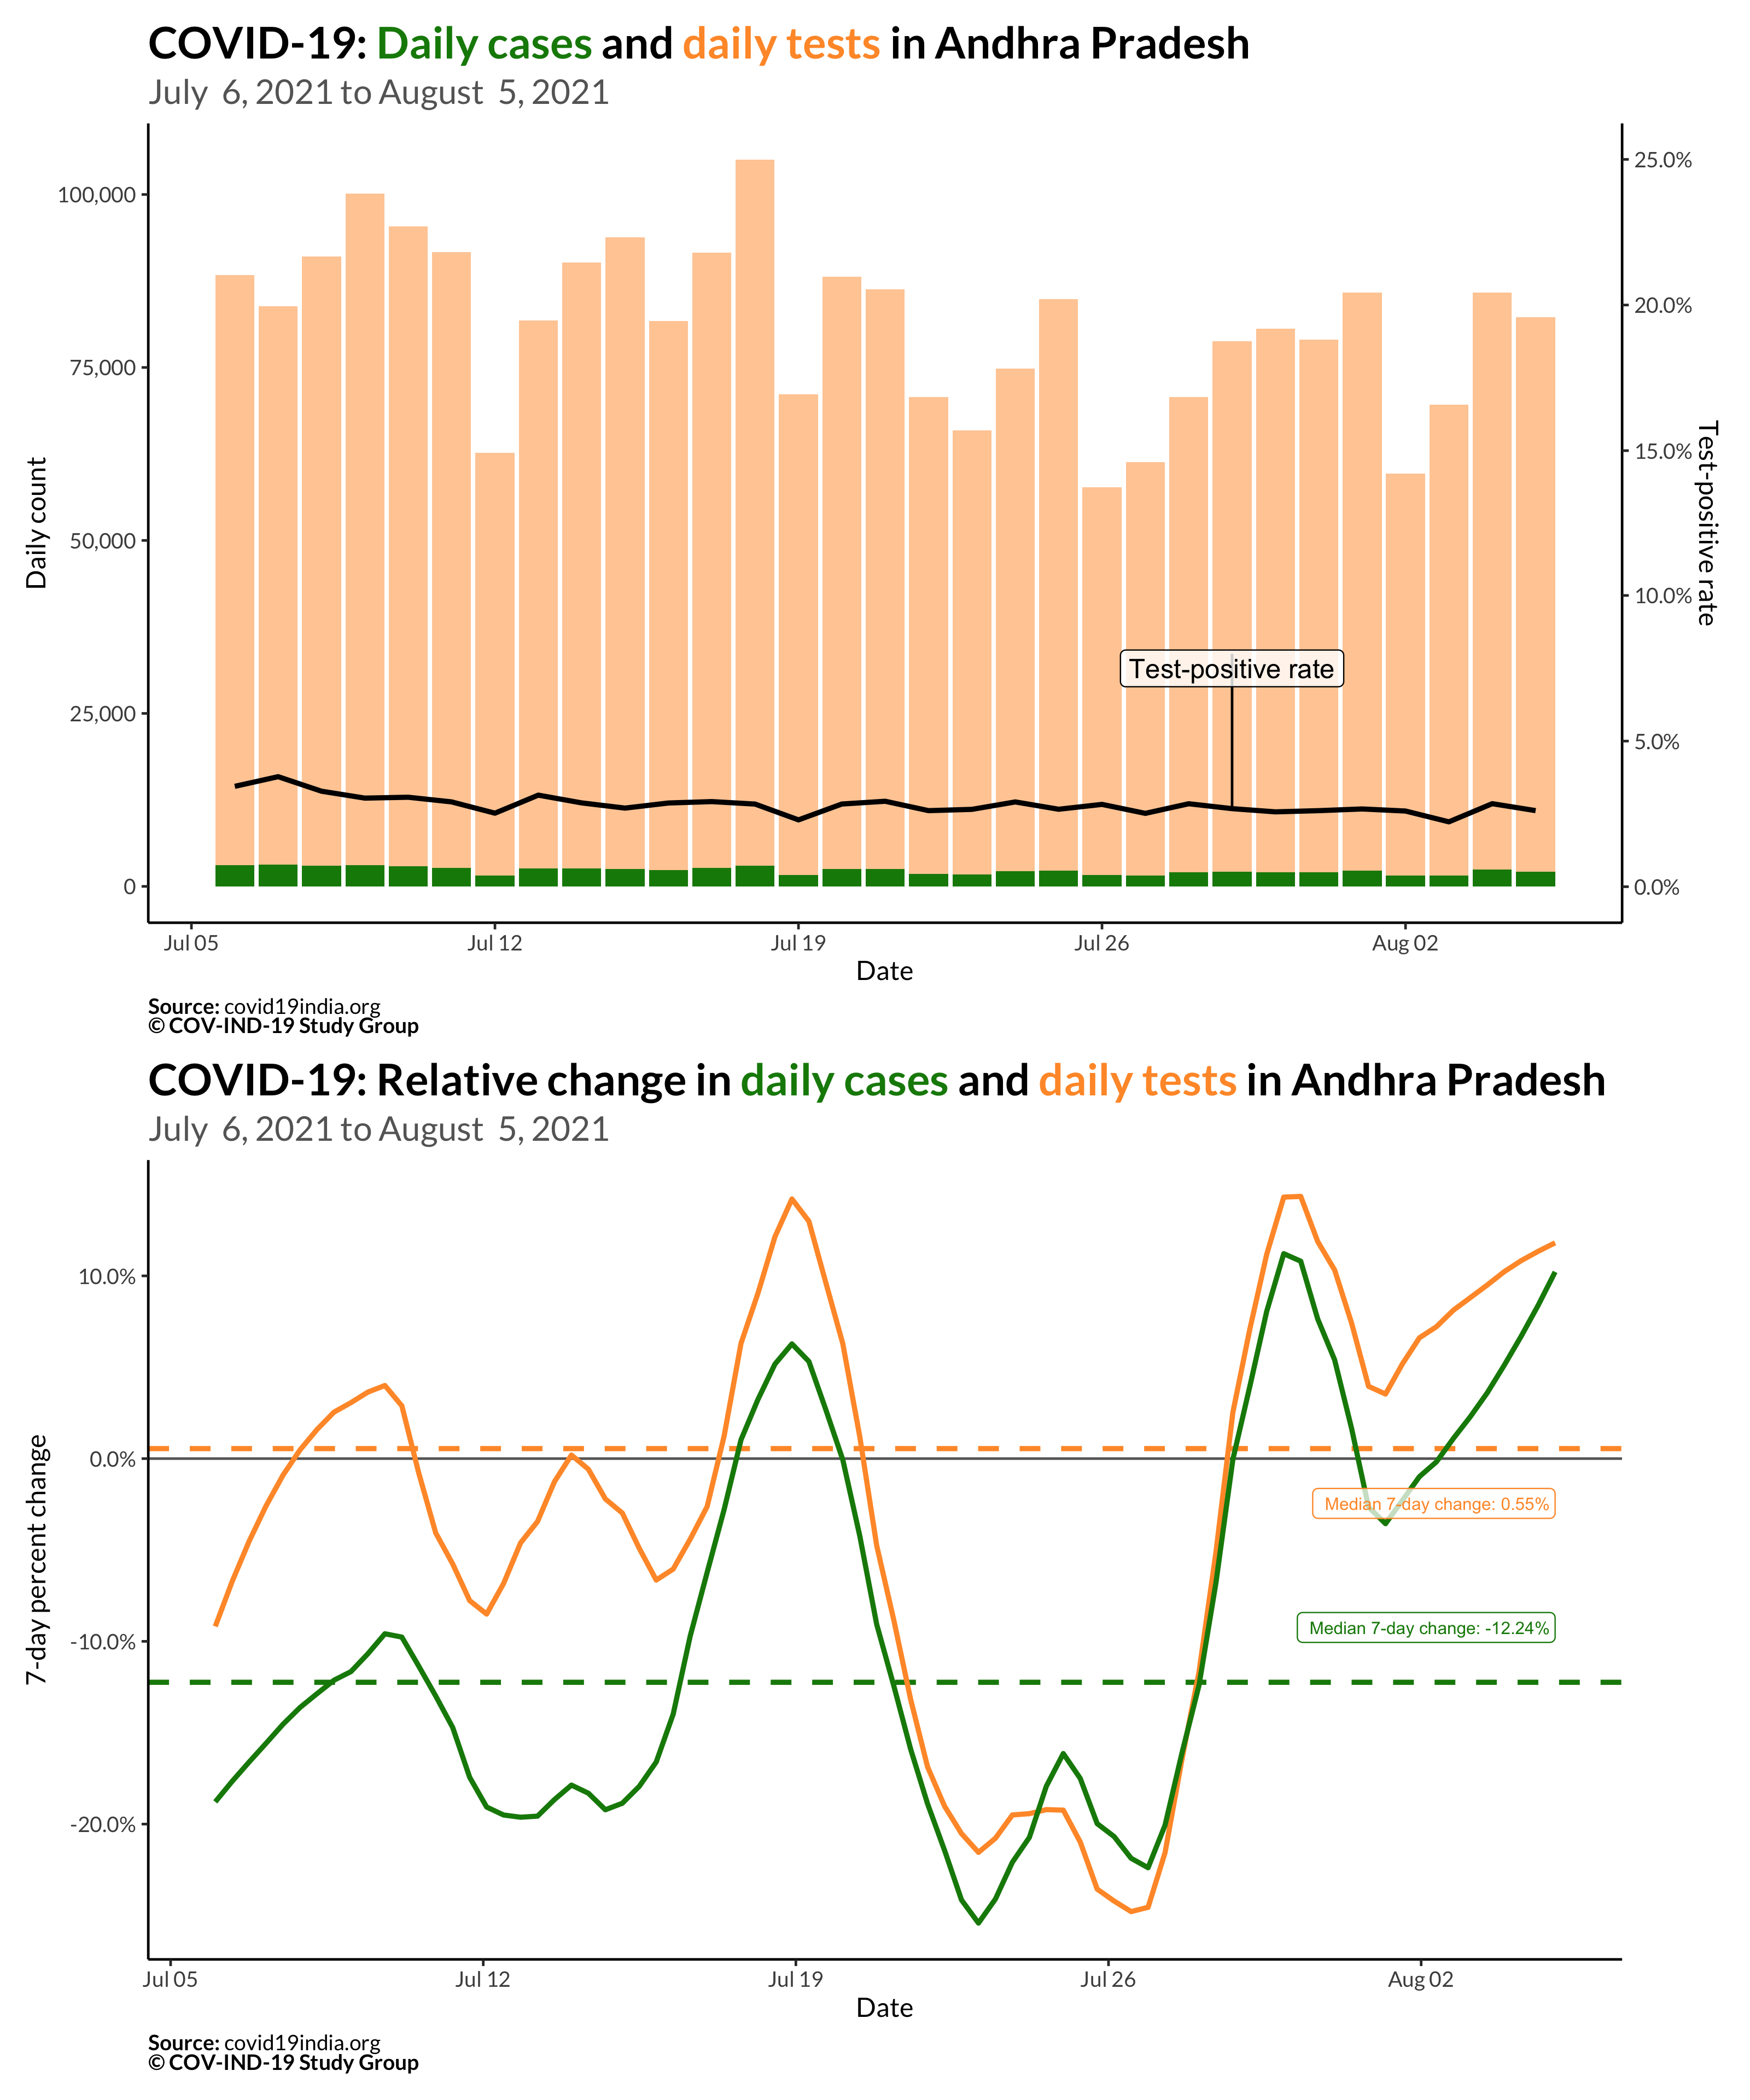 COVID-19: Daily cases and daily tests in Andhra Pradesh
July 6, 2021 to August 5, 2021
100,000
75,000
50,000
25,000
0
Daily count
25.0%
20.0%
15.0%
10.0%
5.0%
0.0%
Test-positive rate
Test-positive rate
Jul 05
Jul 12
Jul 19
Jul 26
Aug 02
Date
Source: covid19india.org
© COV-IND-19 Study Group
COVID-19: Relative change in daily cases and daily tests in Andhra Pradesh
July 6, 2021 to August 5, 2021
10.0%
0.0%
-10.0%
-20.0%
7-day percent change
Median 7-day change: 0.55%
Median 7-day change: -12.24%
Jul 05
Jul 12
Jul 19
Jul 26
Aug 02
Date
Source: covid19india.org
© COV-IND-19 Study Group